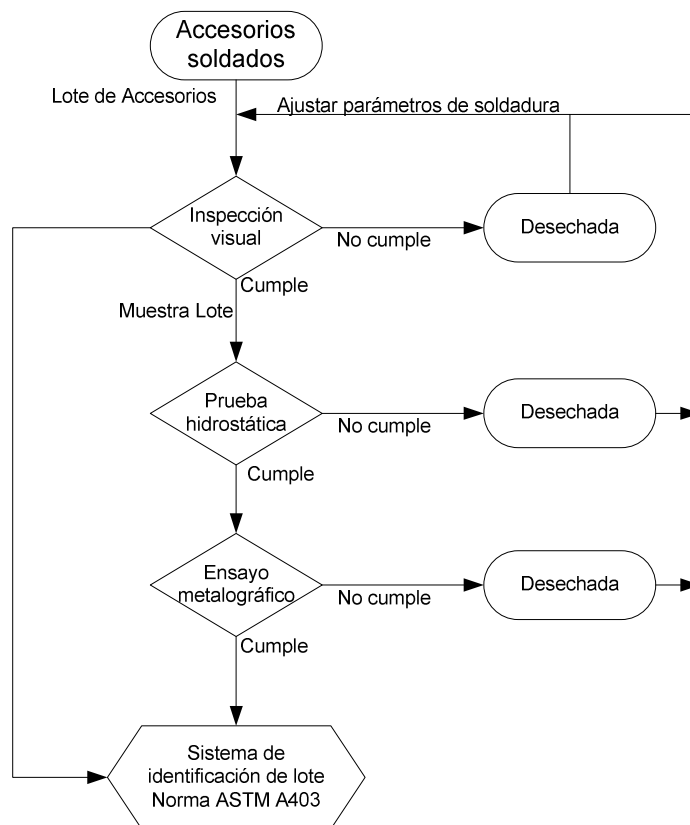 Accesorios
soldados
Lote de Accesorios
Ajustar parámetros de soldadura
Inspección
visual
No cumple
Desechada
Cumple
Muestra Lote
Prueba
hidrostática
No cumple
Desechada
Cumple
Ensayo
metalográfico
No cumple
Desechada
Cumple
Sistema de
identificación de lote
Norma ASTM A403